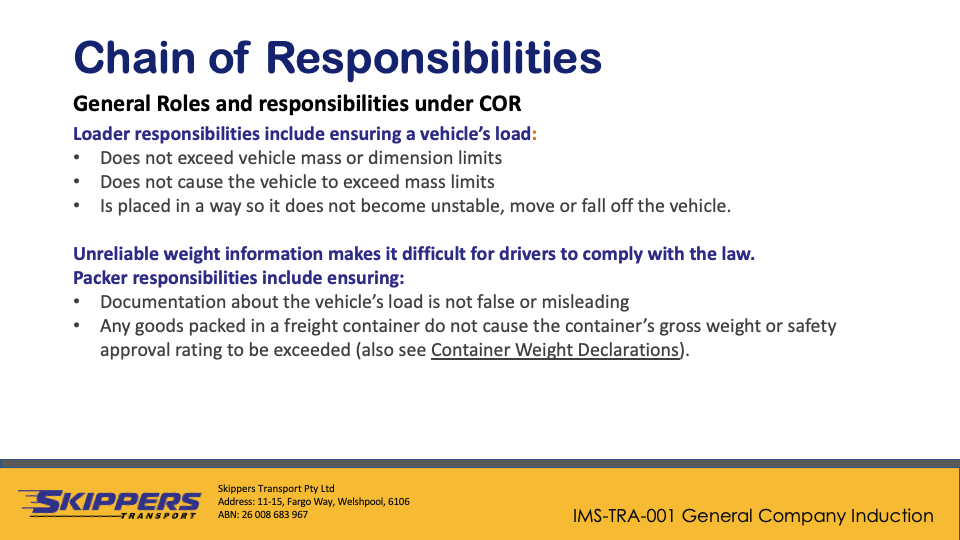 Chain of Responsibilities
General Roles and responsibilities under COR
Loader responsibilities include ensuring a vehicle’s load:
• Does not exceed vehicle mass or dimension limits
• Does not cause the vehicle to exceed mass limits
• Is placed in a way so it does not become unstable, move or fall off the vehicle.
Unreliable weight information makes it difficult for drivers to comply with the law.
Packer responsibilities include ensuring:
• Documentation about the vehicle’s load is not false or misleading
• Any goods packed in a freight container do not cause the container’s gross weight or safety
approval rating to be exceeded (also see Container Weight Declarations).
SKIPPERS
TRANSPORT
Skippers Transport Pty Ltd
Address: 11-15, Fargo Way, Welshpool, 6106
ABN: 26 008 683 967
IMS-TRA-001 General Company Induction